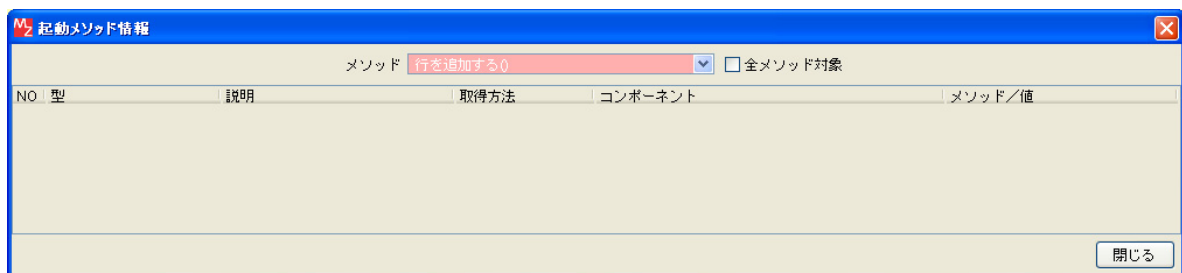 MZ 起動メソッド情報
メソッド 行を追加する() 全メソッド対象
NO 型 説明 取得方法 コンポーネント メソッド／値
閉じる